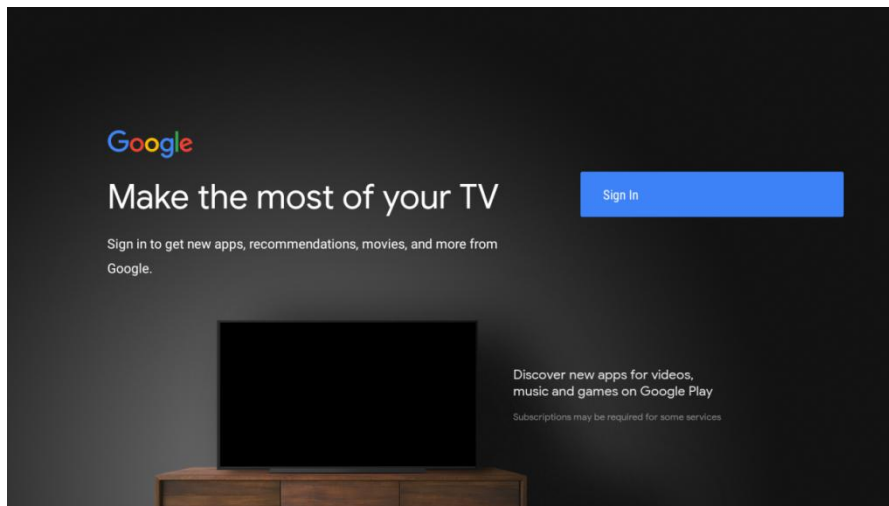 Google
Make the most of your TV
Sign In
Sign in to get new apps, recommendations, movies, and more from
Google.
Discover new apps for videos,
music and games on Google Play
Subscriptions may be required for some services